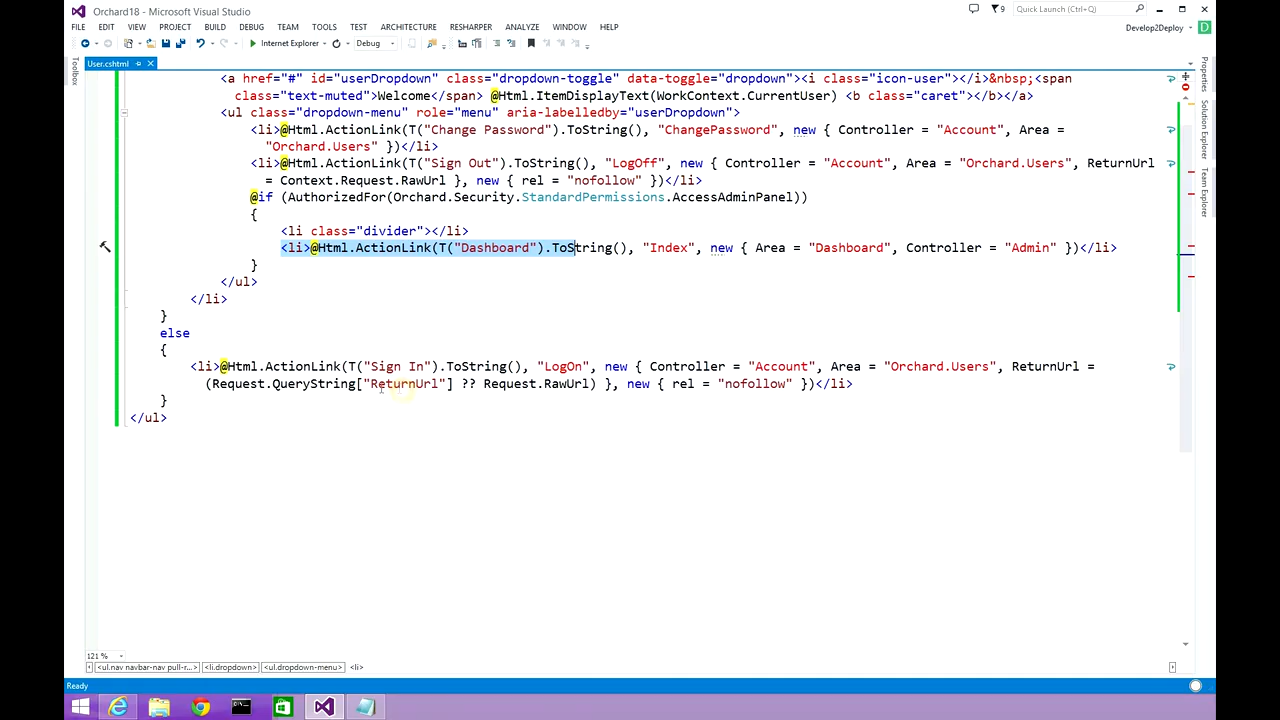 Orchard18 - Microsoft Visual Studio
9
Quick Launch (Ctrl+Q)
FILE EDIT VIEW PROJECT BUILD DEBUG TEAM TOOLS TEST ARCHITECTURE RESHARPER ANALYZE WINDOW HELP
Develop2Deploy D
Internet Explorer Debug
Toolbox
User.cshtml
Properties
Solution Explorer
Team Explorer
<a href="#" id="userDropdown" class="dropdown-toggle" data-toggle="dropdown"><i class="icon-user"></i>&nbsp;<span
class="text-muted">Welcome</span> @Html.ItemDisplayText(WorkContext.CurrentUser) <b class="caret"></b></a>
<ul class="dropdown-menu" role="menu" aria-labelledby="userDropdown">
<li>@Html.ActionLink(T("Change Password").ToString(), "ChangePassword", new { Controller = "Account", Area =
"Orchard.Users" })</li>
<li>@Html.ActionLink(T("Sign Out").ToString(), "LogOff", new { Controller = "Account", Area = "Orchard.Users", ReturnUrl
= Context.Request.RawUrl }, new { rel = "nofollow" })</li>
@if (AuthorizedFor(Orchard.Security.StandardPermissions.AccessAdminPanel))
{
<li class="divider"></li>
<li>@Html.ActionLink(T("Dashboard").ToString(), "Index", new { Area = "Dashboard", Controller = "Admin" })</li>
}
</ul>
</li>
}
else
{
<li>@Html.ActionLink(T("Sign In").ToString(), "LogOn", new { Controller = "Account", Area = "Orchard.Users", ReturnUrl =
(Request.QueryString["ReturnUrl"] ?? Request.RawUrl) }, new { rel = "nofollow" })</li>
}
</ul>
121 %
<ul.nav navbar-nav pull-r... <li.dropdown> <ul.dropdown-menu> <li>
Ready